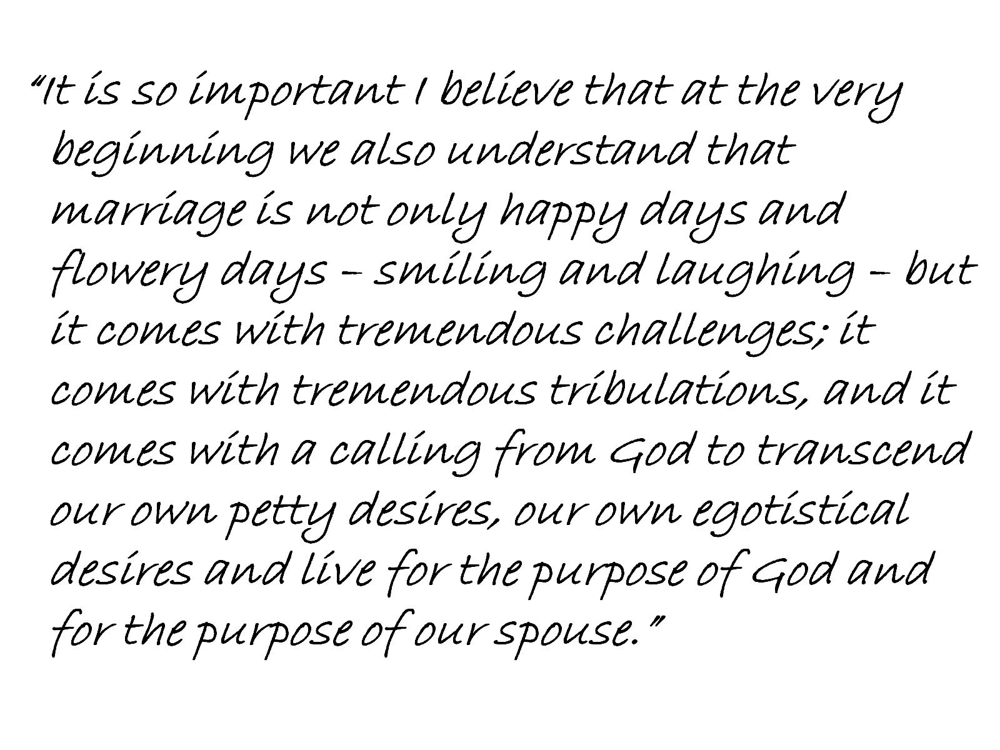 “It is so important I believe that at the very
beginning we also understand that
marriage is not only happy days and
flowery days – smiling and laughing – but
it comes with tremendous challenges; it
comes with tremendous tribulations, and it
comes with a calling from God to transcend
our own petty desires, our own egotistical
desires and live for the purpose of God and
for the purpose of our spouse.”